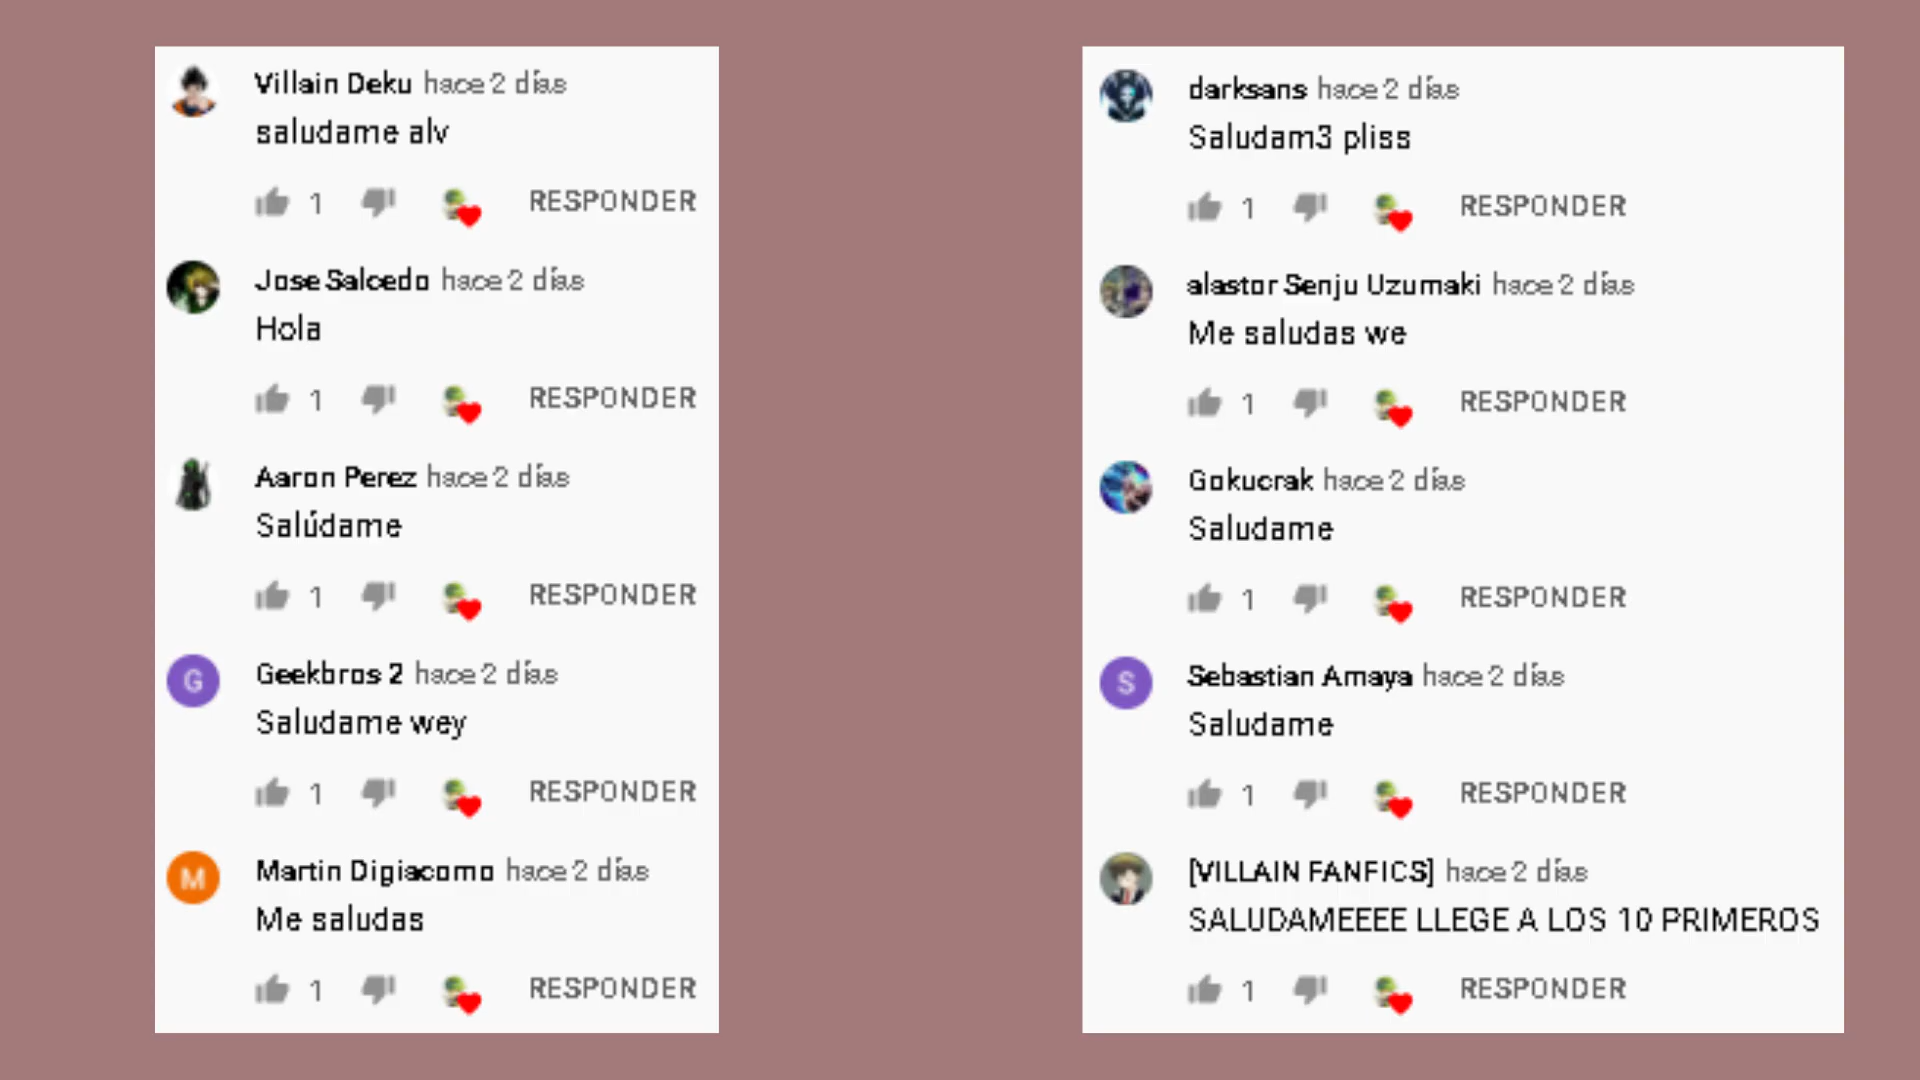 Villain Deku hace 2 días
saludame alv
1 RESPONDER
Jose Salcedo hace 2 días
Hola
1 RESPONDER
Aaron Perez hace 2 días
Salúdame
1 RESPONDER
G
Geekbros 2 hace 2 días
Saludame wey
1 RESPONDER
M
Martin Digiacomo hace 2 días
Me saludas
1 RESPONDER
darksans hace 2 días
Saludam3 pliss
1 RESPONDER
alastor Senju Uzumaki hace 2 días
Me saludas we
1 RESPONDER
Gokucrak hace 2 días
Saludame
1 RESPONDER
S
Sebastian Amaya hace 2 días
Saludame
1 RESPONDER
[VILLAIN FANFICS] hace 2 días
SALUDAMEEEE LLEGE A LOS 10 PRIMEROS
1 RESPONDER